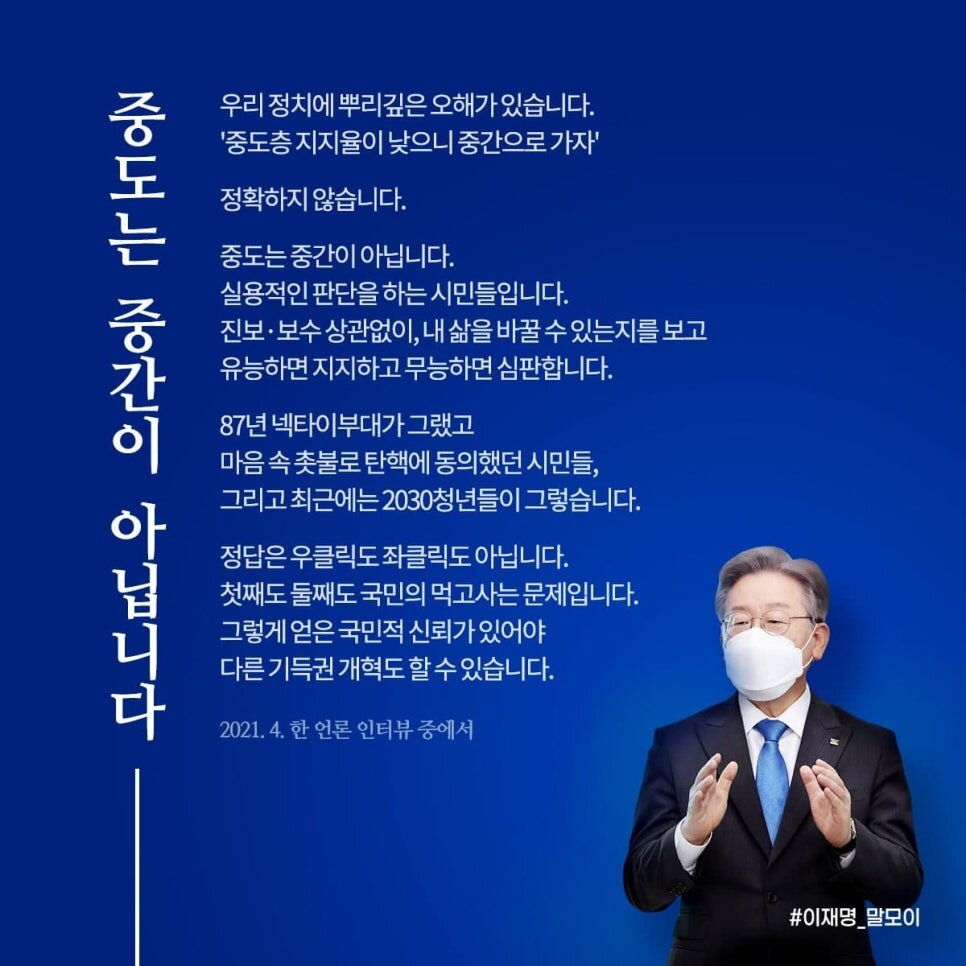 중도는 중간이 아닙니다
우리 정치에 뿌리깊은 오해가 있습니다.
'중도층 지지율이 낮으니 중간으로 가자'
정확하지 않습니다.
중도는 중간이 아닙니다.
실용적인 판단을 하는 시민들입니다.
진보·보수 상관없이, 내 삶을 바꿀 수 있는지를 보고
유능하면 지지하고 무능하면 심판합니다.
87년 넥타이부대가 그랬고
마음 속 촛불로 탄핵에 동의했던 시민들,
그리고 최근에는 2030청년들이 그렇습니다.
정답은 우클릭도 좌클릭도 아닙니다.
첫째도 둘째도 국민의 먹고사는 문제입니다.
그렇게 얻은 국민적 신뢰가 있어야
다른 기득권 개혁도 할 수 있습니다.
2021. 4. 한 언론 인터뷰 중에서
#이재명_말모이